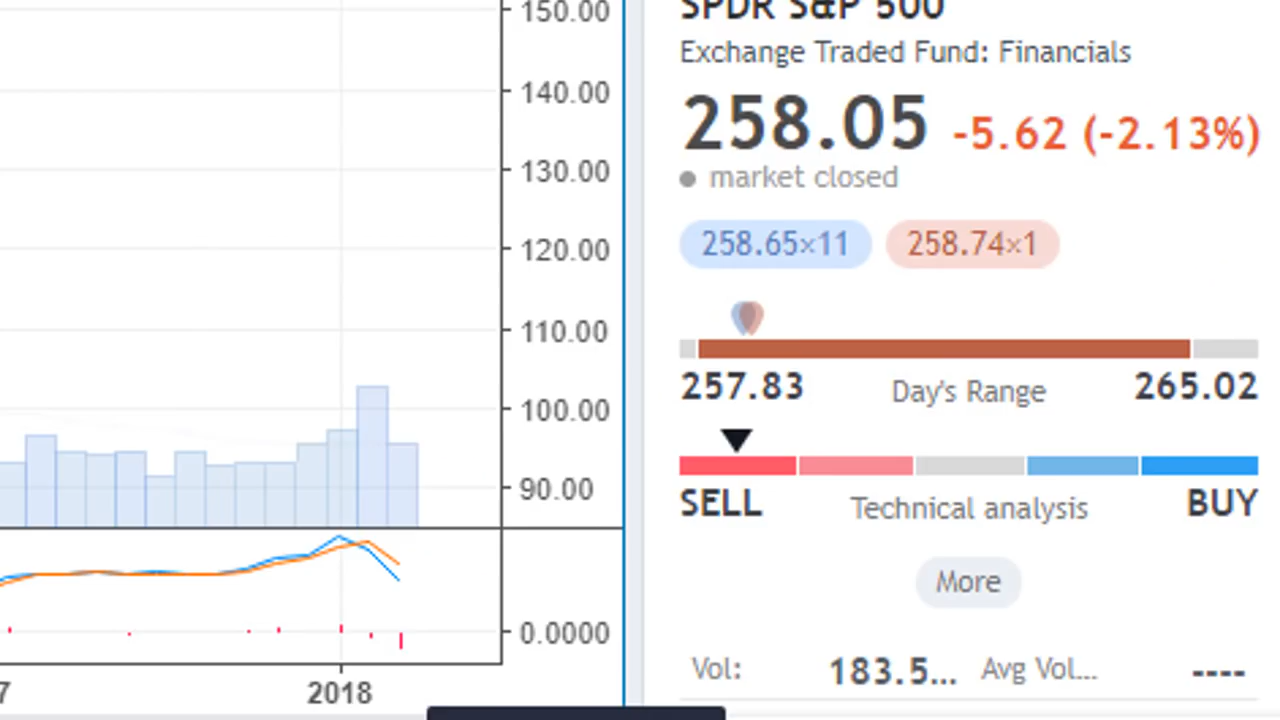 150.00
140.00
130.00
120.00
110.00
100.00
90.00
0.0000
7
2018
SPDR S&P 500
Exchange Traded Fund: Financials
258.05 -5.62 (-2.13%)
market closed
258.65×11 258.74×1
257.83 Day's Range 265.02
SELL Technical analysis BUY
More
Vol: 183.5... Avg Vol... ----